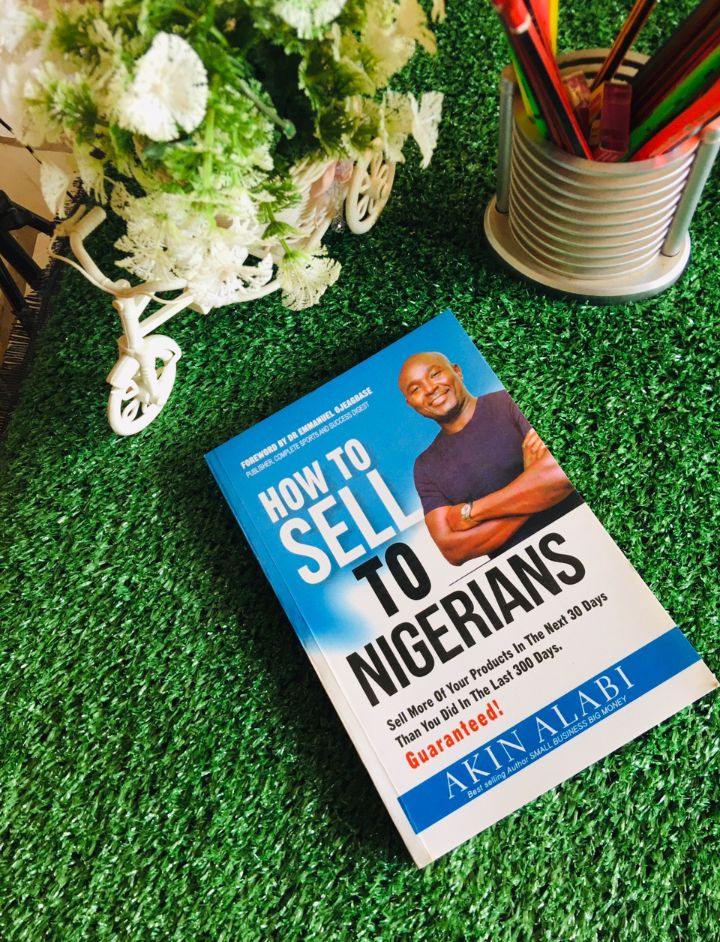 FOREWORD BY DR EMMANUEL OJEAGBASE
PUBLISHER, COMPLETE SPORTS AND SUCCESS DIGEST
HOW TO
SELL
TO
NIGERIANS
Sell More Of Your Products In The Next 30 Days
Than You Did In The Last 300 Days.
Guaranteed!
AKIN ALABI
Best selling Author SMALL BUSINESS BIG MONEY